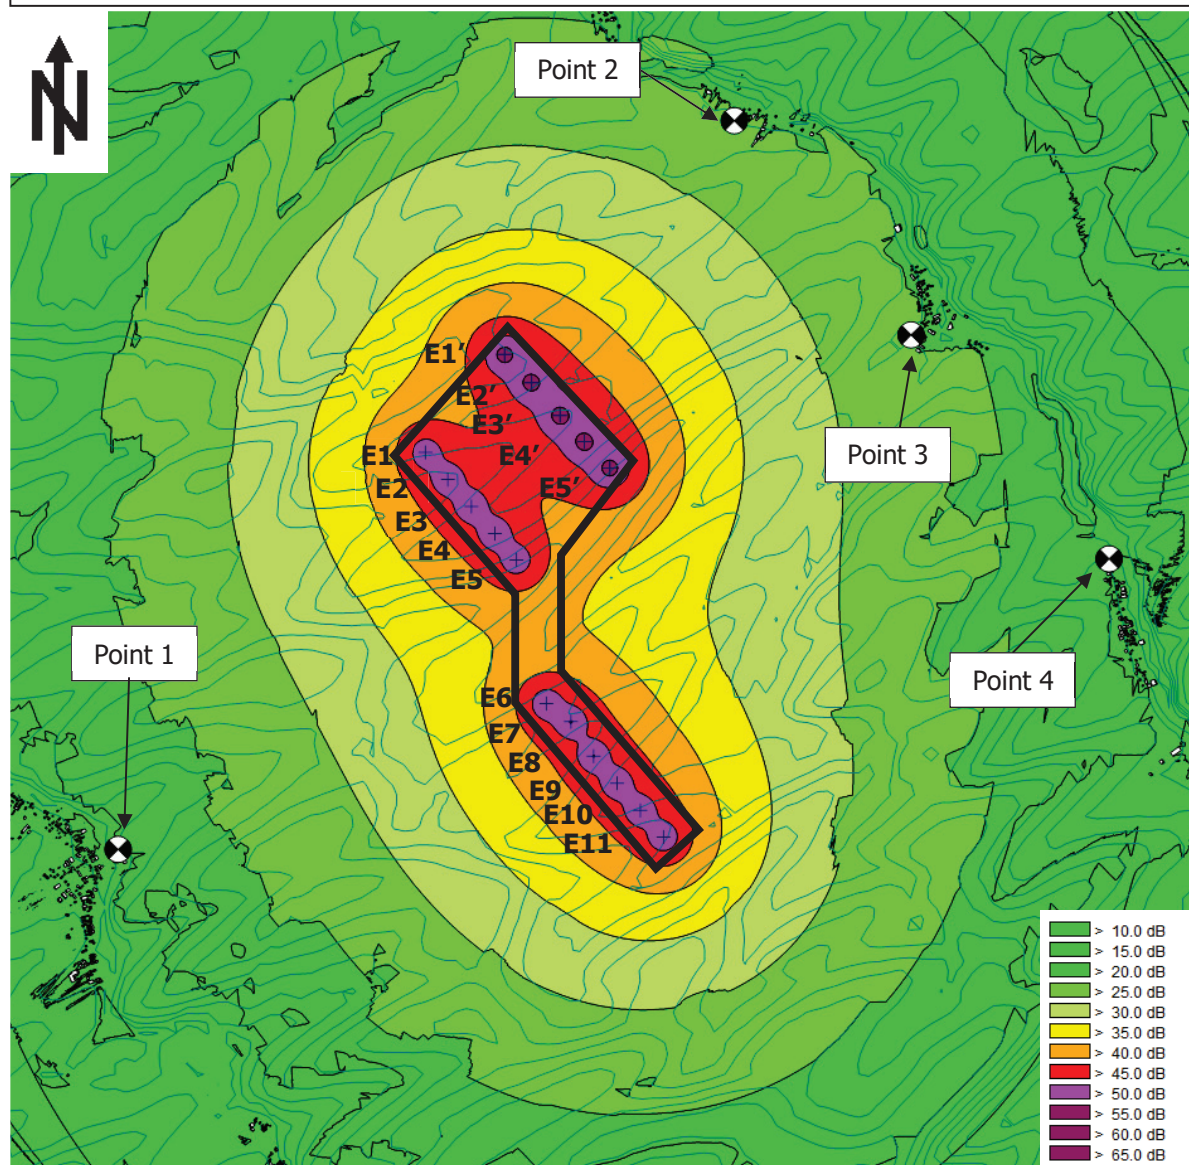 N
Point 2
E1'
E2'
E3'
E4'
E5'
E1
E2
E3
E4
E5
Point 3
Point 1
Point 4
E6
E7
E8
E9
E10
E11
> 10.0 dB
> 15.0 dB
> 20.0 dB
> 25.0 dB
> 30.0 dB
> 35.0 dB
> 40.0 dB
> 45.0 dB
> 50.0 dB
> 55.0 dB
> 60.0 dB
> 65.0 dB